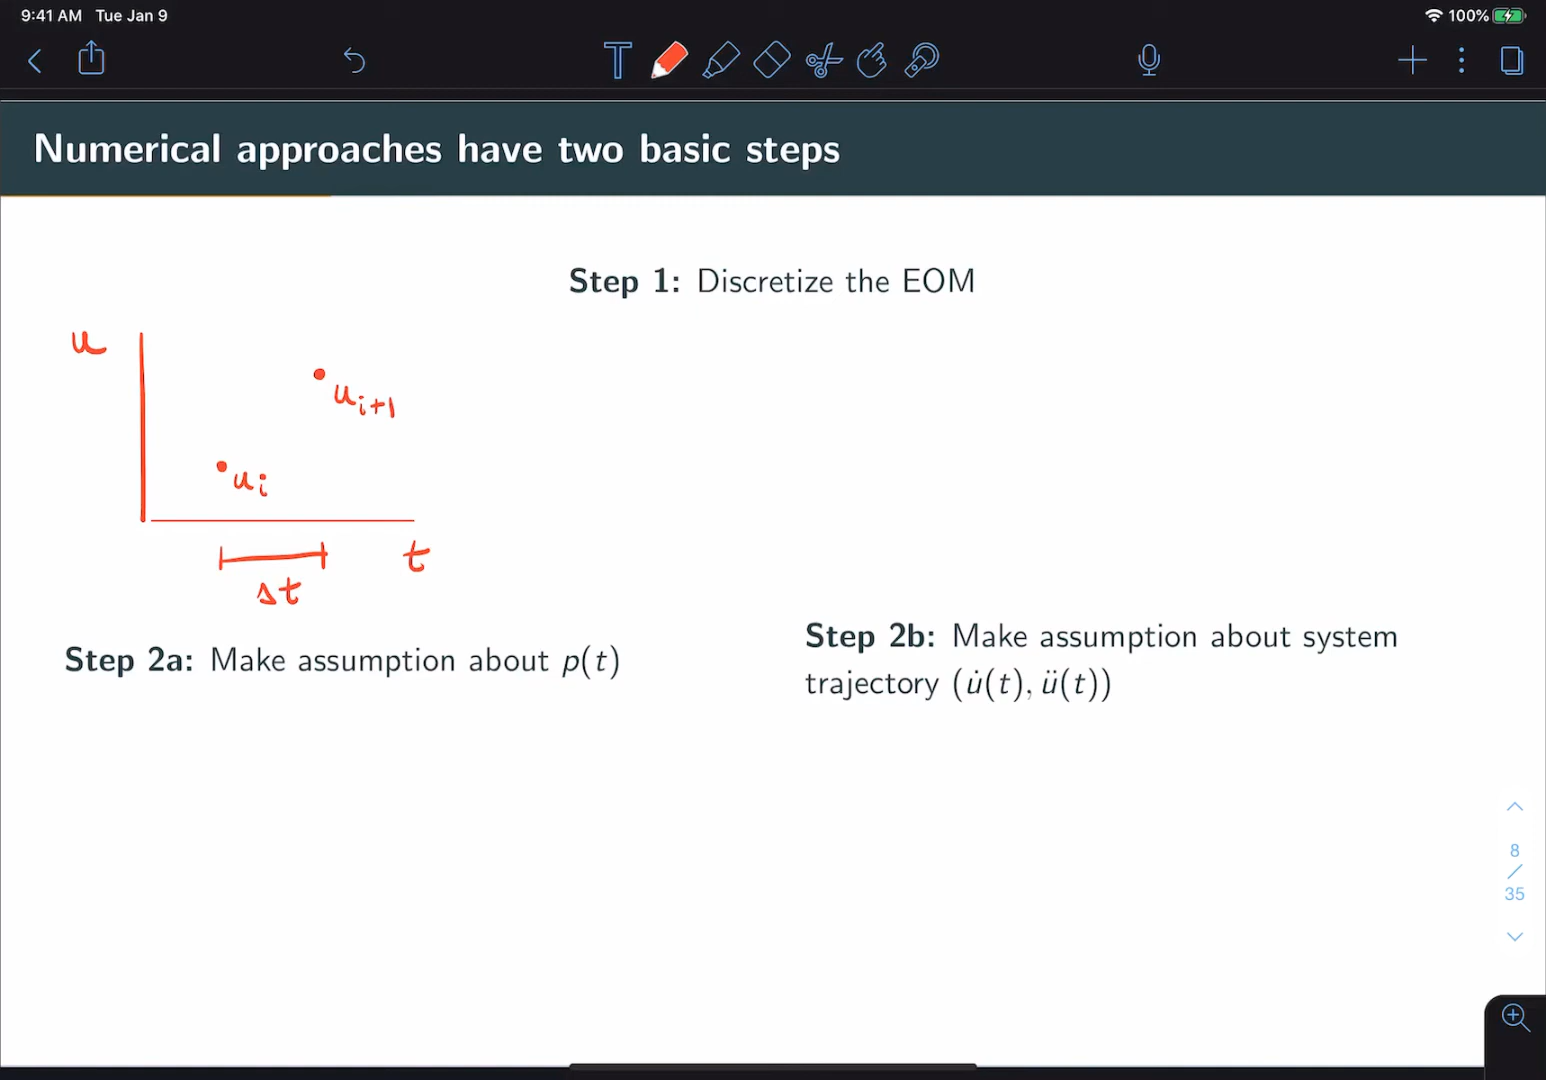 9:41 AM Tue Jan 9
100%
T
Numerical approaches have two basic steps
Step 1: Discretize the EOM
u
u_{i+1}
u_i
t
Δt
Step 2a: Make assumption about p(t)
Step 2b: Make assumption about system
trajectory (u̇(t), ü(t))
8
/
35